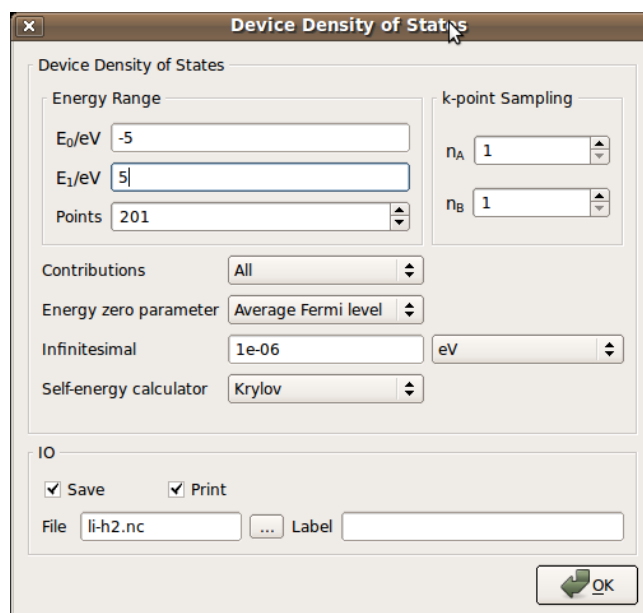 Device Density of States
Device Density of States
Energy Range
E₀/eV -5
E₁/eV 5
Points 201
k-point Sampling
n_A 1
n_B 1
Contributions All
Energy zero parameter Average Fermi level
Infinitesimal 1e-06 eV
Self-energy calculator Krylov
IO
Save Print
File li-h2.nc ... Label
OK